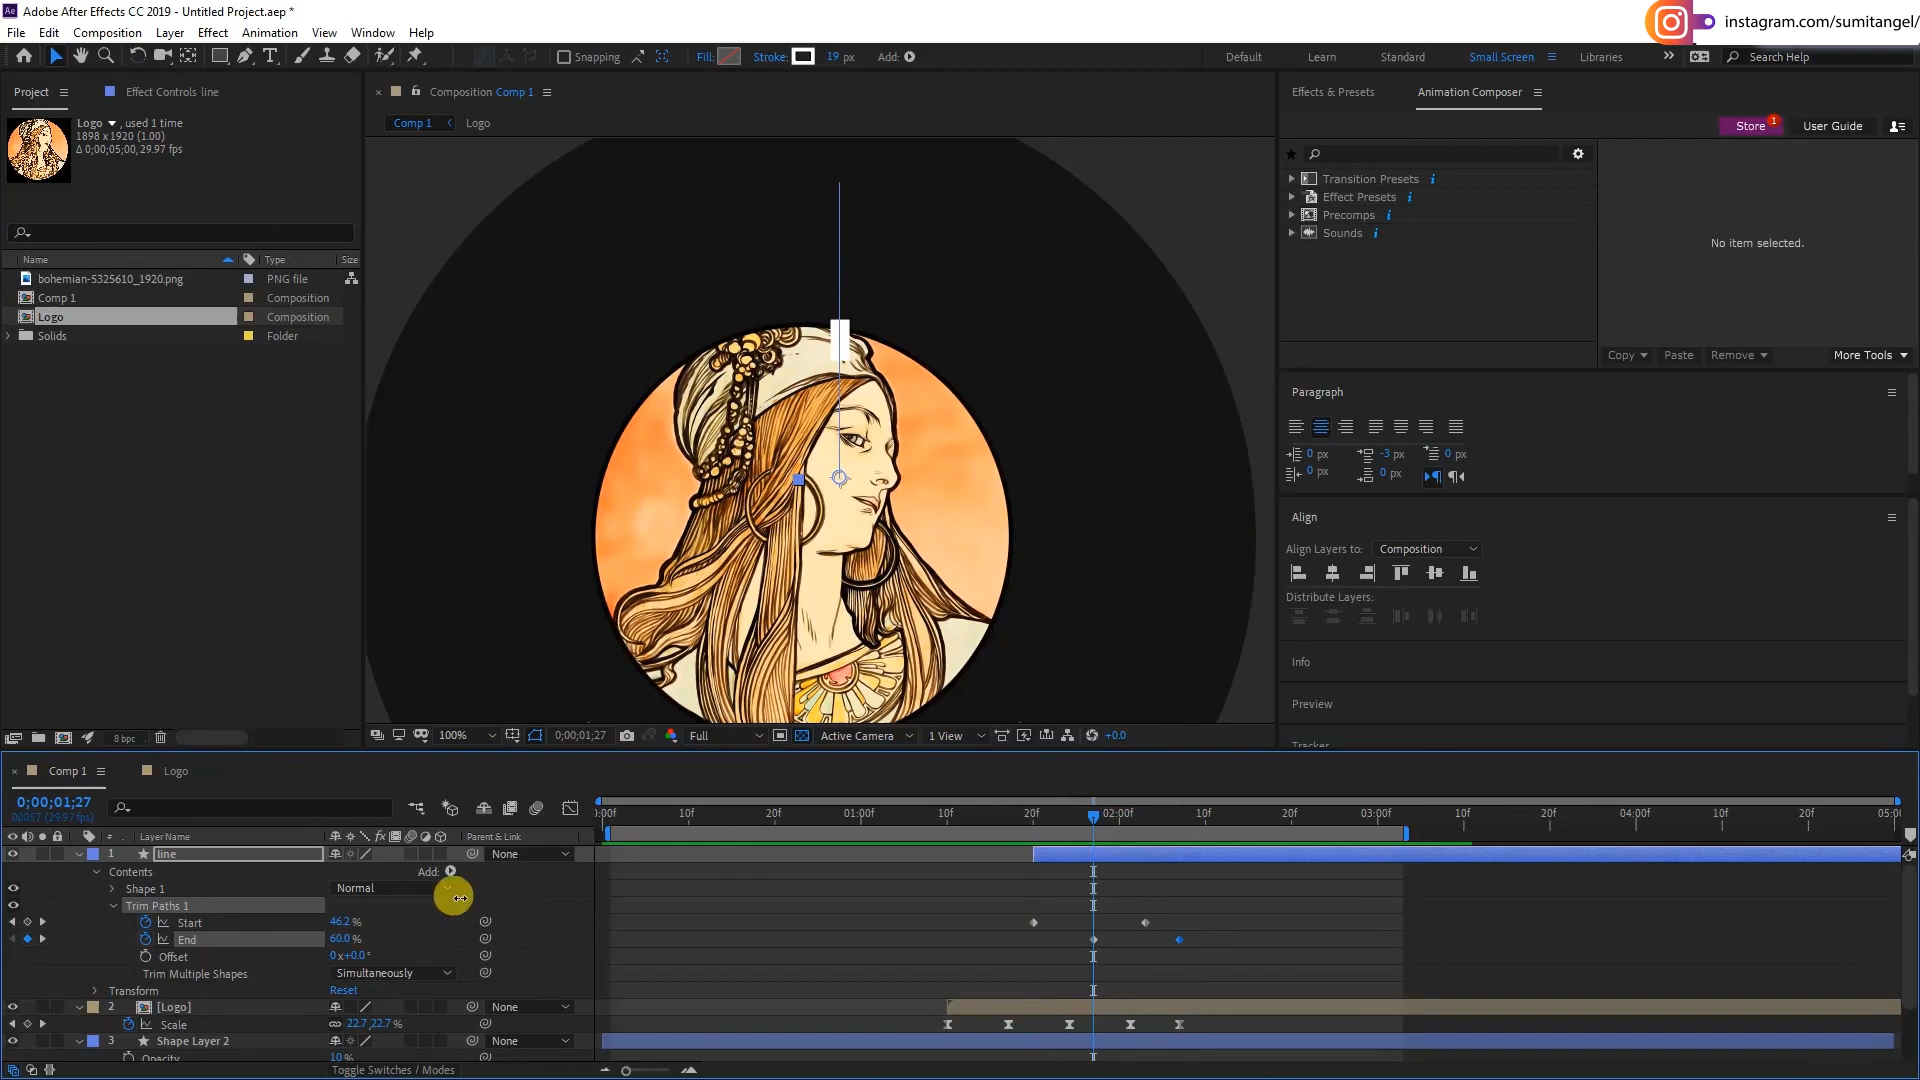 Adobe After Effects CC 2019 - Untitled Project.aep *
instagram.com/sumitangel/
File Edit Composition Layer Effect Animation View Window Help
Snapping Fill: Stroke: 19 px Add: Default Learn Standard Small Screen Libraries Search Help
Project Effect Controls line
Composition Comp 1
Effects & Presets Animation Composer
Logo , used 1 time
1898 x 1920 (1.00)
Δ 0;00;05;00, 29.97 fps
Comp 1 Logo
Store 1 User Guide
Transition Presets
Effect Presets
Precomps
Sounds
No item selected.
Name Type Size
bohemian-5325610_1920.png PNG file
Comp 1 Composition
Logo Composition
Solids Folder
Copy Paste Remove More Tools
Paragraph
0 px -3 px 0 px
0 px 0 px
Align
Align Layers to: Composition
Distribute Layers:
Info
Preview
Tracker
8 bpc
100% 0;00;01;27 Full Active Camera 1 View +0.0
Comp 1 Logo
0;00;01;27
00057 (29.97 fps)
0:00f 10f 20f 01:00f 10f 20f 02:00f 10f 20f 03:00f 10f 20f 04:00f 10f 20f 05:00
# Layer Name Parent & Link
1 line None
Contents Add:
Shape 1 Normal
Trim Paths 1
Start 46.2 %
End 60.0 %
Offset 0x+0.0°
Trim Multiple Shapes Simultaneously
Transform Reset
2 [Logo] None
Scale 22.7,22.7 %
3 Shape Layer 2 None
Opacity 10 %
Toggle Switches / Modes